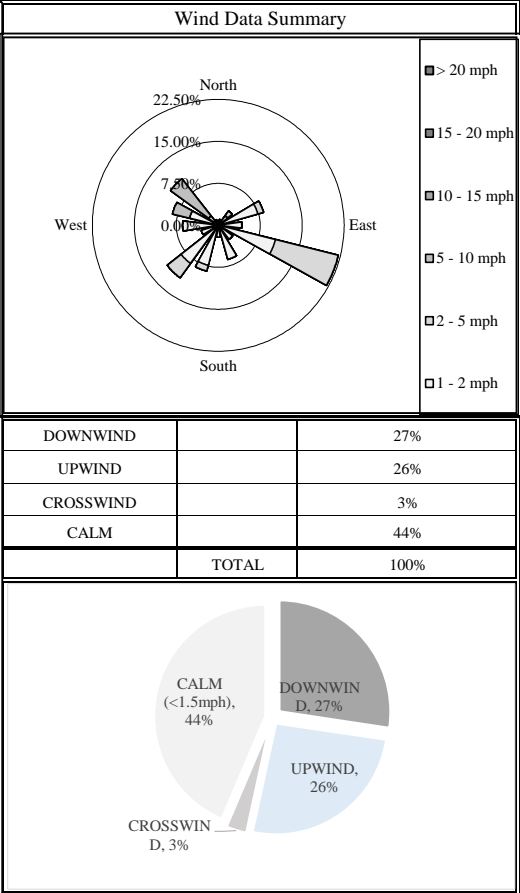 Wind Data Summary
North
22.50%
15.00%
7.50%
0.00%
West
East
South
> 20 mph
15 - 20 mph
10 - 15 mph
5 - 10 mph
2 - 5 mph
1 - 2 mph
DOWNWIND 27%
UPWIND 26%
CROSSWIND 3%
CALM 44%
TOTAL 100%
CALM
(<1.5mph),
44%
DOWNWIN
D, 27%
UPWIND,
26%
CROSSWIN
D, 3%